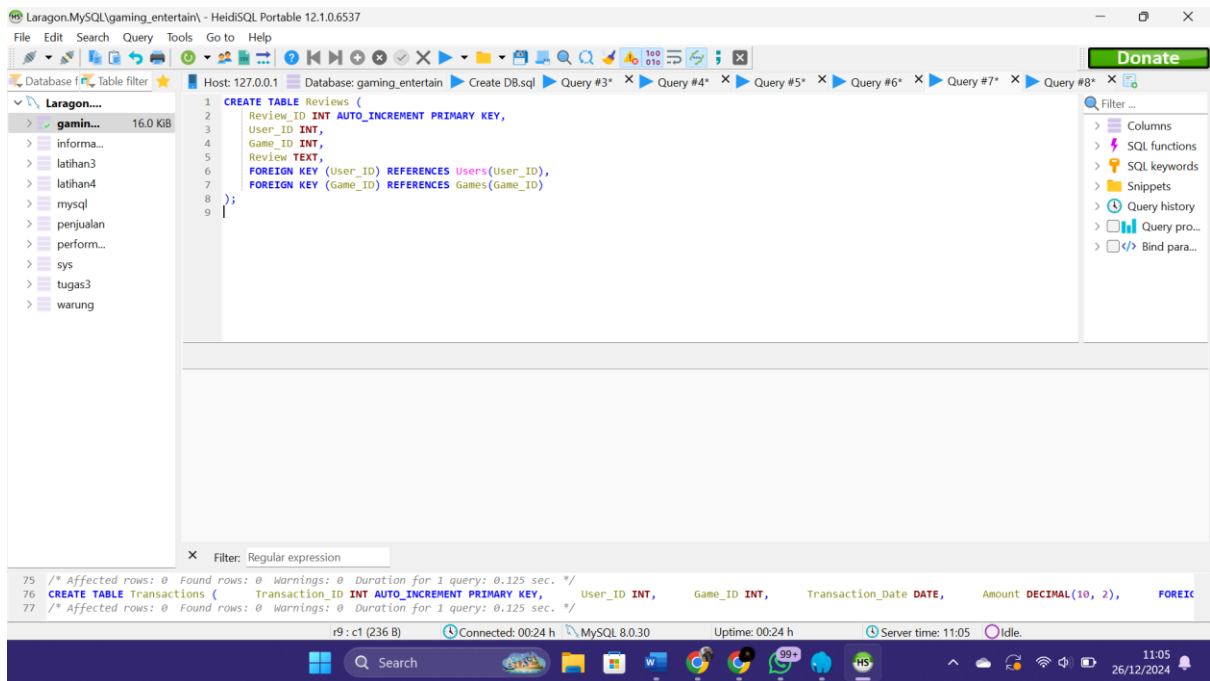 Laragon.MySQL\gaming_entertain\ - HeidiSQL Portable 12.1.0.6537
File Edit Search Query Tools Go to Help
Donate
Database f Table filter Host: 127.0.0.1 Database: gaming_entertain Create DB.sql Query #3* Query #4* Query #5* Query #6* Query #7* Query #8*
Laragon....
gamin... 16.0 KiB
informa...
latihan3
latihan4
mysql
penjualan
perform...
sys
tugas3
warung
1 CREATE TABLE Reviews (
2 Review_ID INT AUTO_INCREMENT PRIMARY KEY,
3 User_ID INT,
4 Game_ID INT,
5 Review TEXT,
6 FOREIGN KEY (User_ID) REFERENCES Users(User_ID),
7 FOREIGN KEY (Game_ID) REFERENCES Games(Game_ID)
8 );
9
Filter ...
Columns
SQL functions
SQL keywords
Snippets
Query history
Query pro...
Bind para...
Filter: Regular expression
75 /* Affected rows: 0 Found rows: 0 Warnings: 0 Duration for 1 query: 0.125 sec. */
76 CREATE TABLE Transactions ( Transaction_ID INT AUTO_INCREMENT PRIMARY KEY, User_ID INT, Game_ID INT, Transaction_Date DATE, Amount DECIMAL(10, 2), FOREIG
77 /* Affected rows: 0 Found rows: 0 Warnings: 0 Duration for 1 query: 0.125 sec. */
r9 : c1 (236 B) Connected: 00:24 h MySQL 8.0.30 Uptime: 00:24 h Server time: 11:05 Idle.
Search
99+
HS
11:05
26/12/2024